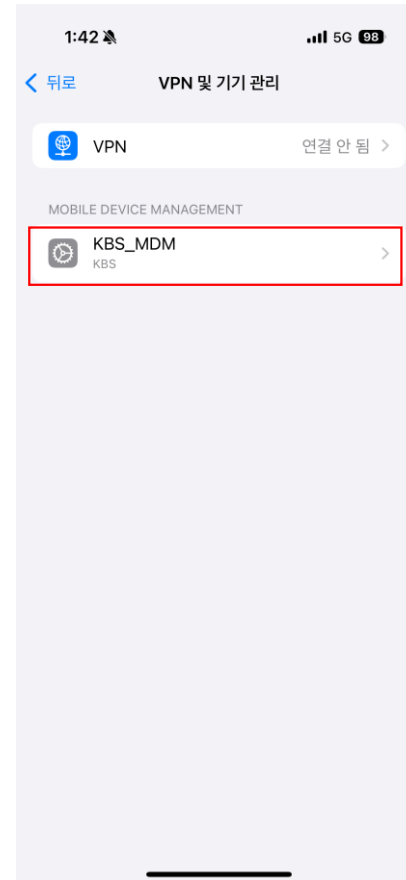 1:42
5G 98
뒤로
VPN 및 기기 관리
VPN
연결 안 됨
MOBILE DEVICE MANAGEMENT
KBS_MDM
KBS